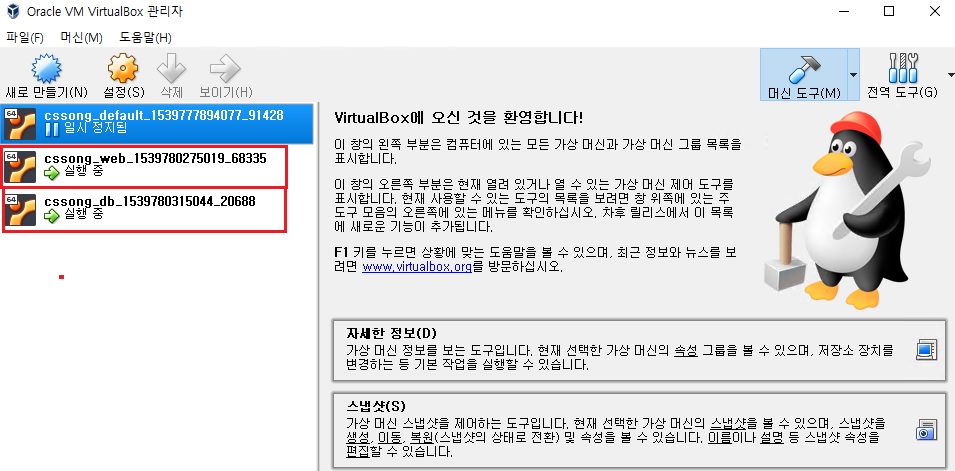 Oracle VM VirtualBox 관리자
파일(F) 머신(M) 도움말(H)
새로 만들기(N) 설정(S) 삭제 보이기(H) 머신 도구(M) 전역 도구(G)
64 cssong_default_1539777894077_91428
일시 정지됨
64 cssong_web_1539780275019_68335
실행 중
64 cssong_db_1539780315044_20688
실행 중
VirtualBox에 오신 것을 환영합니다!
이 창의 왼쪽 부분은 컴퓨터에 있는 모든 가상 머신과 가상 머신 그룹 목록을
표시합니다.
이 창의 오른쪽 부분은 현재 열려 있거나 열 수 있는 가상 머신 제어 도구를
표시합니다. 현재 사용할 수 있는 도구의 목록을 보려면 창 위쪽에 있는 주
도구 모음의 오른쪽에 있는 메뉴를 확인하십시오. 차후 릴리스에서 이 목록
에 새로운 기능이 추가됩니다.
F1 키를 누르면 상황에 맞는 도움말을 볼 수 있으며, 최근 정보와 뉴스를 보
려면 www.virtualbox.org를 방문하십시오.
자세한 정보(D)
가상 머신 정보를 보는 도구입니다. 현재 선택한 가상 머신의 속성 그룹을 볼 수 있으며, 저장소 장치를
변경하는 등 기본 작업을 실행할 수 있습니다.
스냅샷(S)
가상 머신 스냅샷을 제어하는 도구입니다. 현재 선택한 가상 머신의 스냅샷을 볼 수 있으며, 스냅샷을
생성, 이동, 복원(스냅샷의 상태로 전환) 및 속성을 볼 수 있습니다. 이름이나 설명 등 스냅샷 속성을
편집할 수 있습니다.